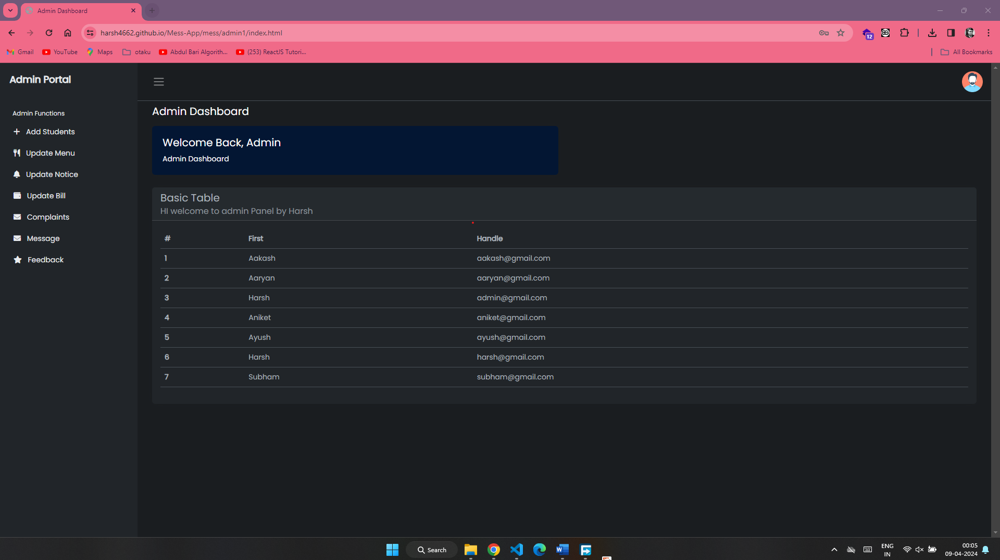 Admin Dashboard
harsh4662.github.io/Mess-App/mess/admin1/index.html
12
Gmail YouTube Maps otaku Abdul Bari Algorith... (253) ReactJS Tutori... All Bookmarks
Admin Portal
Admin Functions
Add Students
Update Menu
Update Notice
Update Bill
Complaints
Message
Feedback
Admin Dashboard
Welcome Back, Admin
Admin Dashboard
Basic Table
HI welcome to admin Panel by Harsh
# First Handle
1 Aakash aakash@gmail.com
2 Aaryan aaryan@gmail.com
3 Harsh admin@gmail.com
4 Aniket aniket@gmail.com
5 Ayush ayush@gmail.com
6 Harsh harsh@gmail.com
7 Subham subham@gmail.com
Search
ENG
IN
00:05
09-04-2024